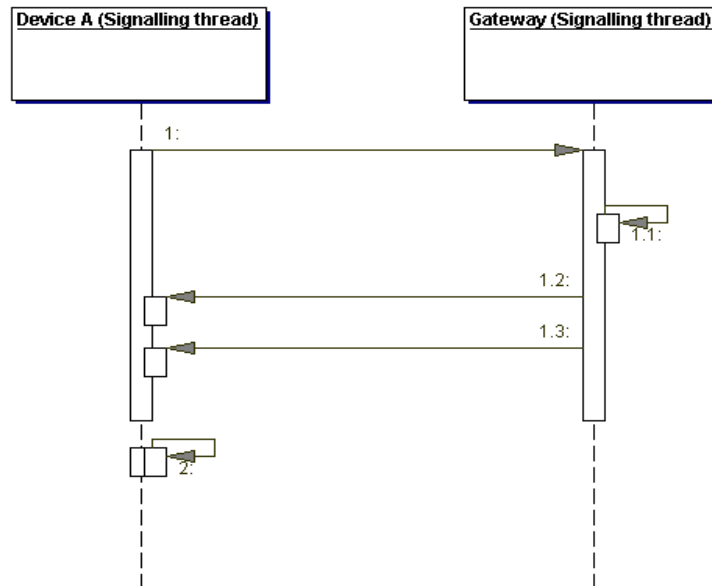 Device A (Signalling thread)
Gateway (Signalling thread)
1:
1.1:
1.2:
1.3:
2: